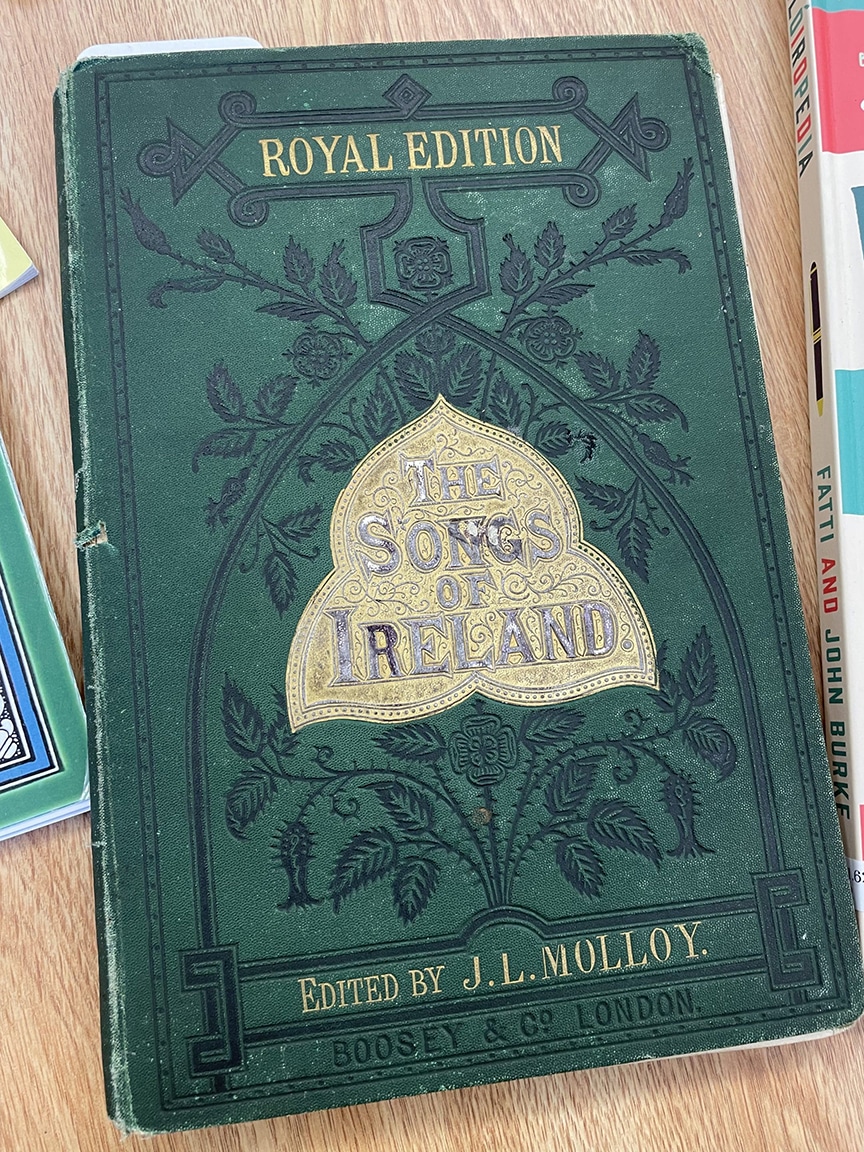 ROYAL EDITION
THE
SONGS
OF
IRELAND.
EDITED BY J.L. MOLLOY.
BOOSEY & Cº LONDON.
FATTI AND JOHN BURKE